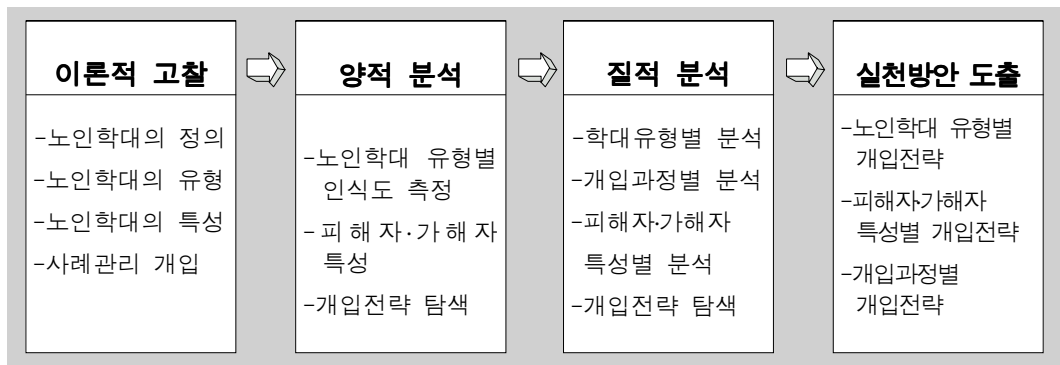 이론적 고찰
-노인학대의 정의
-노인학대의 유형
-노인학대의 특성
-사례관리 개입
양적 분석
-노인학대 유형별
인식도 측정
-피해자·가해자
특성
-개입전략 탐색
질적 분석
-학대유형별 분석
-개입과정별 분석
-피해자·가해자
특성별 분석
-개입전략 탐색
실천방안 도출
-노인학대 유형별
개입전략
-피해자·가해자
특성별 개입전략
-개입과정별
개입전략